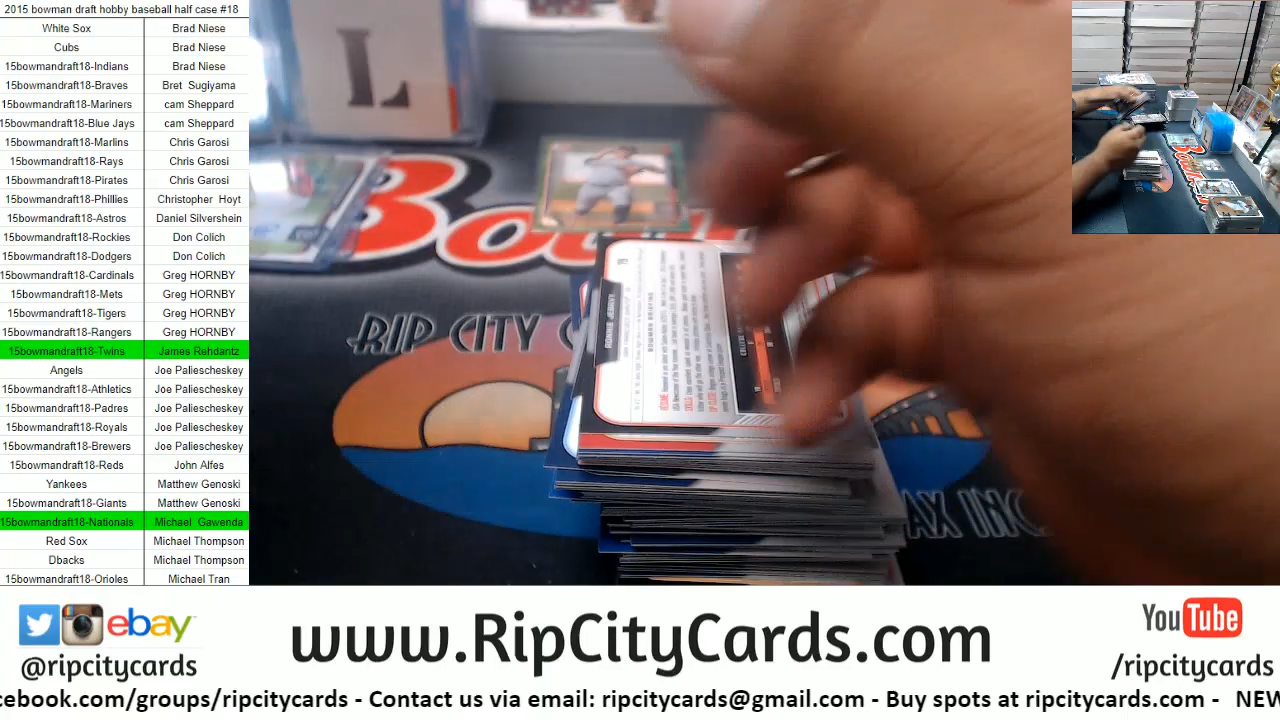 2015 bowman draft hobby baseball half case #18
White Sox Brad Niese
Cubs Brad Niese
15bowmandraft18-Indians Brad Niese
15bowmandraft18-Braves Bret Sugiyama
15bowmandraft18-Mariners cam Sheppard
15bowmandraft18-Blue Jays cam Sheppard
15bowmandraft18-Marlins Chris Garosi
15bowmandraft18-Rays Chris Garosi
15bowmandraft18-Pirates Chris Garosi
15bowmandraft18-Phillies Christopher Hoyt
15bowmandraft18-Astros Daniel Silvershein
15bowmandraft18-Rockies Don Colich
15bowmandraft18-Dodgers Don Colich
15bowmandraft18-Cardinals Greg HORNBY
15bowmandraft18-Mets Greg HORNBY
15bowmandraft18-Tigers Greg HORNBY
15bowmandraft18-Rangers Greg HORNBY
15bowmandraft18-Twins James Rehdantz
Angels Joe Paliescheskey
15bowmandraft18-Athletics Joe Paliescheskey
15bowmandraft18-Padres Joe Paliescheskey
15bowmandraft18-Royals Joe Paliescheskey
15bowmandraft18-Brewers Joe Paliescheskey
15bowmandraft18-Reds John Alfes
Yankees Matthew Genoski
15bowmandraft18-Giants Matthew Genoski
15bowmandraft18-Nationals Michael Gawenda
Red Sox Michael Thompson
Dbacks Michael Thompson
15bowmandraft18-Orioles Michael Tran
L
Bow
RIP CITY C
AX INC
ebay
@ripcitycards
www.RipCityCards.com
YouTube
/ripcitycards
cebook.com/groups/ripcitycards - Contact us via email: ripcitycards@gmail.com - Buy spots at ripcitycards.com - NEW